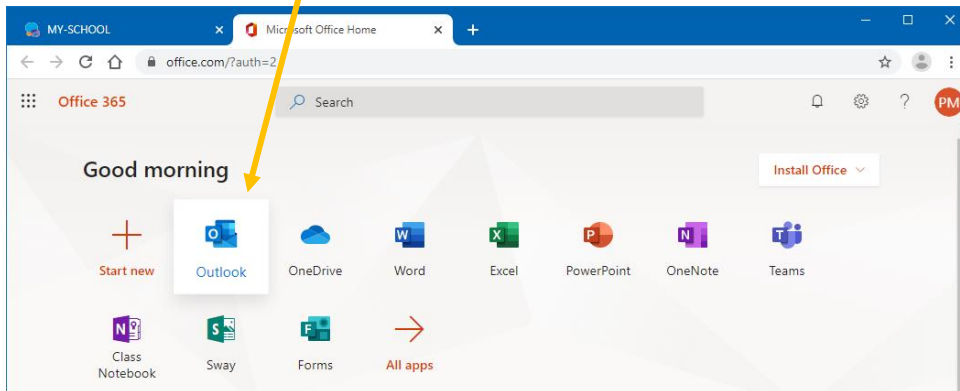 MY-SCHOOL
Microsoft Office Home
office.com/?auth=2
Office 365
Search
?
PM
Good morning
Install Office
Start new
Outlook
OneDrive
Word
Excel
PowerPoint
OneNote
Teams
Class
Notebook
Sway
Forms
All apps